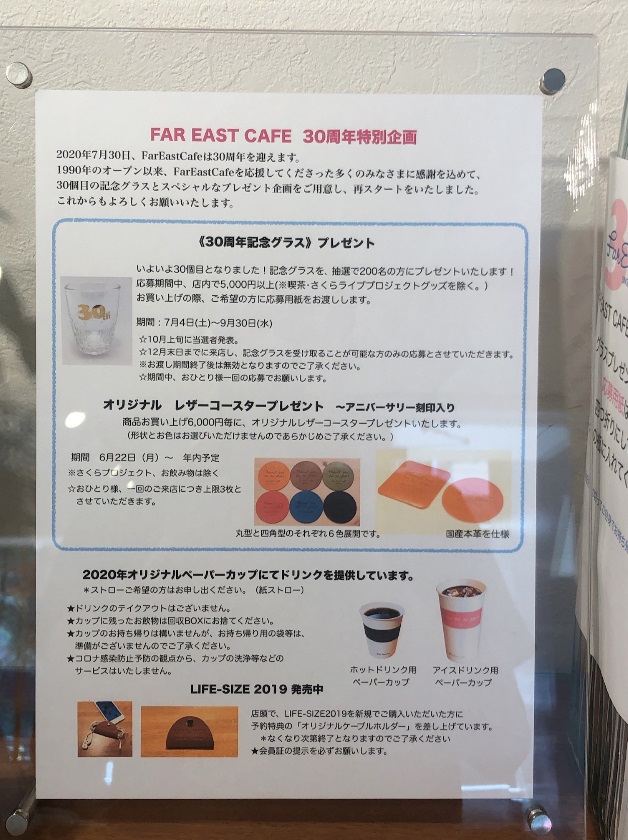 FAR EAST CAFE 30周年特別企画
2020年7月30日、FarEastCafeは30周年を迎えます。
1990年のオープン以来、FarEastCafeを応援してくださった多くのみなさまに感謝を込めて、
30個目の記念グラスとスペシャルなプレゼント企画をご用意し、再スタートをいたしました。
これからもよろしくお願いいたします。
《30周年記念グラス》プレゼント
いよいよ30個目となりました！記念グラスを、抽選で200名の方にプレゼントいたします！
応募期間中、店内で5,000円以上(※喫茶・さくらライブプロジェクトグッズを除く。)
お買い上げの際、ご希望の方に応募用紙をお渡しします。
30th
期間：7月4日(土)～9月30日(水)
☆10月上旬に当選者発表。
☆12月末日までに来店し、記念グラスを受け取ることが可能な方のみの応募とさせていただきます。
※お渡し期間終了後は無効となりますのでご了承ください。
☆期間中、おひとり様一回の応募でお願いします。
オリジナル レザーコースタープレゼント ～アニバーサリー刻印入り
商品お買い上げ6,000円毎に、オリジナルレザーコースタープレゼントいたします。
（形状とお色はお選びいただけませんのであらかじめご了承ください。）
期間 6月22日（月）～ 年内予定
※さくらプロジェクト、お飲み物は除く
☆おひとり様、一回のご来店につき上限3枚と
させていただきます。
丸型と四角型のそれぞれ６色展開です。
国産本革を仕様
2020年オリジナルペーパーカップにてドリンクを提供しています。
＊ストローご希望の方はお申し出ください。（紙ストロー）
★ドリンクのテイクアウトはございません。
★カップに残ったお飲物は回収BOXにお捨てください。
★カップのお持ち帰りは構いませんが、お持ち帰り用の袋等は、
準備がございませんのでご了承ください。
★コロナ感染防止予防の観点から、カップの洗浄等などの
サービスはいたしません。
ホットドリンク用
ペーパーカップ
アイスドリンク用
ペーパーカップ
LIFE-SIZE 2019 発売中
店頭で、LIFE-SIZE2019を新規でご購入いただいた方に
予約特典の「オリジナルケーブルホルダー」を差し上げています。
＊なくなり次第終了となりますのでご了承ください
★会員証の提示を必ずお願いします。